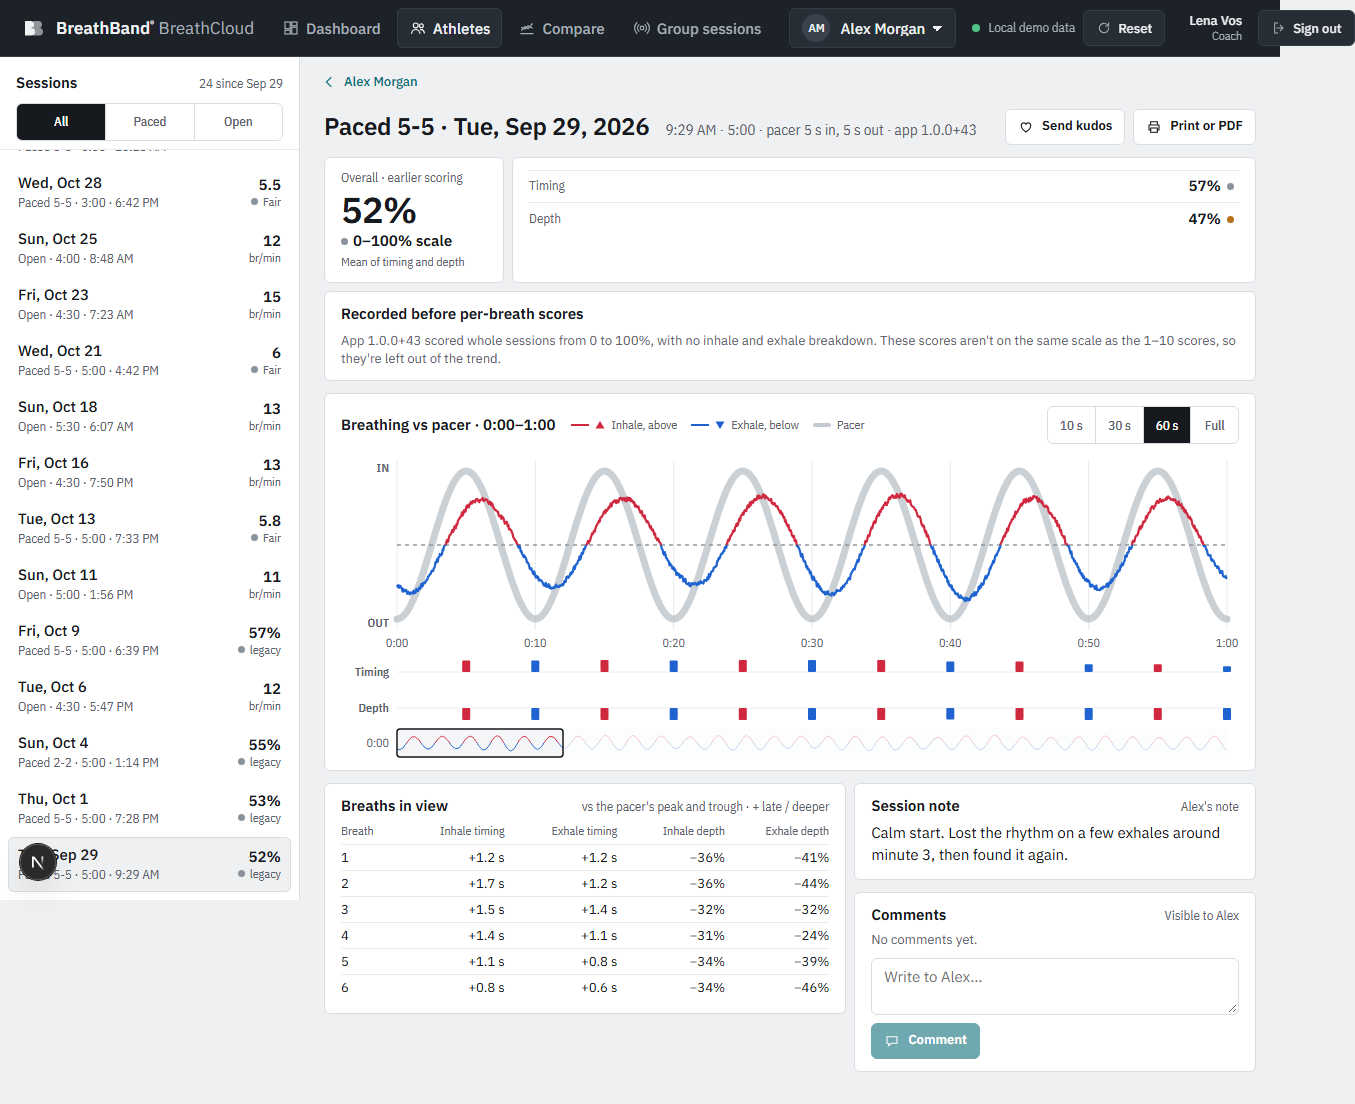 BreathBand® BreathCloud
Dashboard
Athletes
Compare
Group sessions
AM Alex Morgan
Local demo data
Reset
Lena Vos
Coach
Sign out
Sessions
24 since Sep 29
All
Paced
Open
Wed, Oct 28
5.5
Paced 5-5 · 3:00 · 6:42 PM
Fair
Sun, Oct 25
12
Open · 4:00 · 8:48 AM
br/min
Fri, Oct 23
15
Open · 4:30 · 7:23 AM
br/min
Wed, Oct 21
6
Paced 5-5 · 5:00 · 4:42 PM
Fair
Sun, Oct 18
13
Open · 5:30 · 6:07 AM
br/min
Fri, Oct 16
13
Open · 4:30 · 7:50 PM
br/min
Tue, Oct 13
5.8
Paced 5-5 · 5:00 · 7:33 PM
Fair
Sun, Oct 11
11
Open · 5:00 · 1:56 PM
br/min
Fri, Oct 9
57%
Paced 5-5 · 5:00 · 6:39 PM
legacy
Tue, Oct 6
12
Open · 4:30 · 5:47 PM
br/min
Sun, Oct 4
55%
Paced 2-2 · 5:00 · 1:14 PM
legacy
Thu, Oct 1
53%
Paced 5-5 · 5:00 · 7:28 PM
legacy
Sep 29
52%
N
5-5 · 5:00 · 9:29 AM
legacy
Alex Morgan
Paced 5-5 · Tue, Sep 29, 2026
9:29 AM · 5:00 · pacer 5 s in, 5 s out · app 1.0.0+43
Send kudos
Print or PDF
Overall · earlier scoring
52%
0–100% scale
Mean of timing and depth
Timing
57%
Depth
47%
Recorded before per-breath scores
App 1.0.0+43 scored whole sessions from 0 to 100%, with no inhale and exhale breakdown. These scores aren't on the same scale as the 1–10 scores, so
they're left out of the trend.
Breathing vs pacer · 0:00–1:00
Inhale, above
Exhale, below
Pacer
10 s
30 s
60 s
Full
IN
OUT
0:00
0:10
0:20
0:30
0:40
0:50
1:00
Timing
Depth
0:00
Breaths in view
vs the pacer's peak and trough · + late / deeper
Breath
Inhale timing
Exhale timing
Inhale depth
Exhale depth
1 +1.2 s +1.2 s −36% −41%
2 +1.7 s +1.2 s −36% −44%
3 +1.5 s +1.4 s −32% −32%
4 +1.4 s +1.1 s −31% −24%
5 +1.1 s +0.8 s −34% −39%
6 +0.8 s +0.6 s −34% −46%
Session note
Alex's note
Calm start. Lost the rhythm on a few exhales around
minute 3, then found it again.
Comments
Visible to Alex
No comments yet.
Write to Alex...
Comment